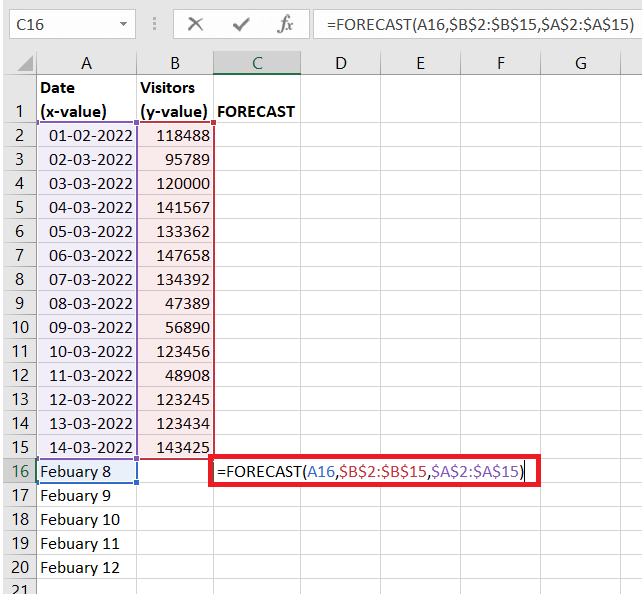 C16 fx =FORECAST(A16,$B$2:$B$15,$A$2:$A$15)
A B C D E F G
Date Visitors
1 (x-value) (y-value) FORECAST
2 01-02-2022 118488
3 02-03-2022 95789
4 03-03-2022 120000
5 04-03-2022 141567
6 05-03-2022 133362
7 06-03-2022 147658
8 07-03-2022 134392
9 08-03-2022 47389
10 09-03-2022 56890
11 10-03-2022 123456
12 11-03-2022 48908
13 12-03-2022 123245
14 13-03-2022 123434
15 14-03-2022 143425
16 Febuary 8 =FORECAST(A16,$B$2:$B$15,$A$2:$A$15)
17 Febuary 9
18 Febuary 10
19 Febuary 11
20 Febuary 12
21